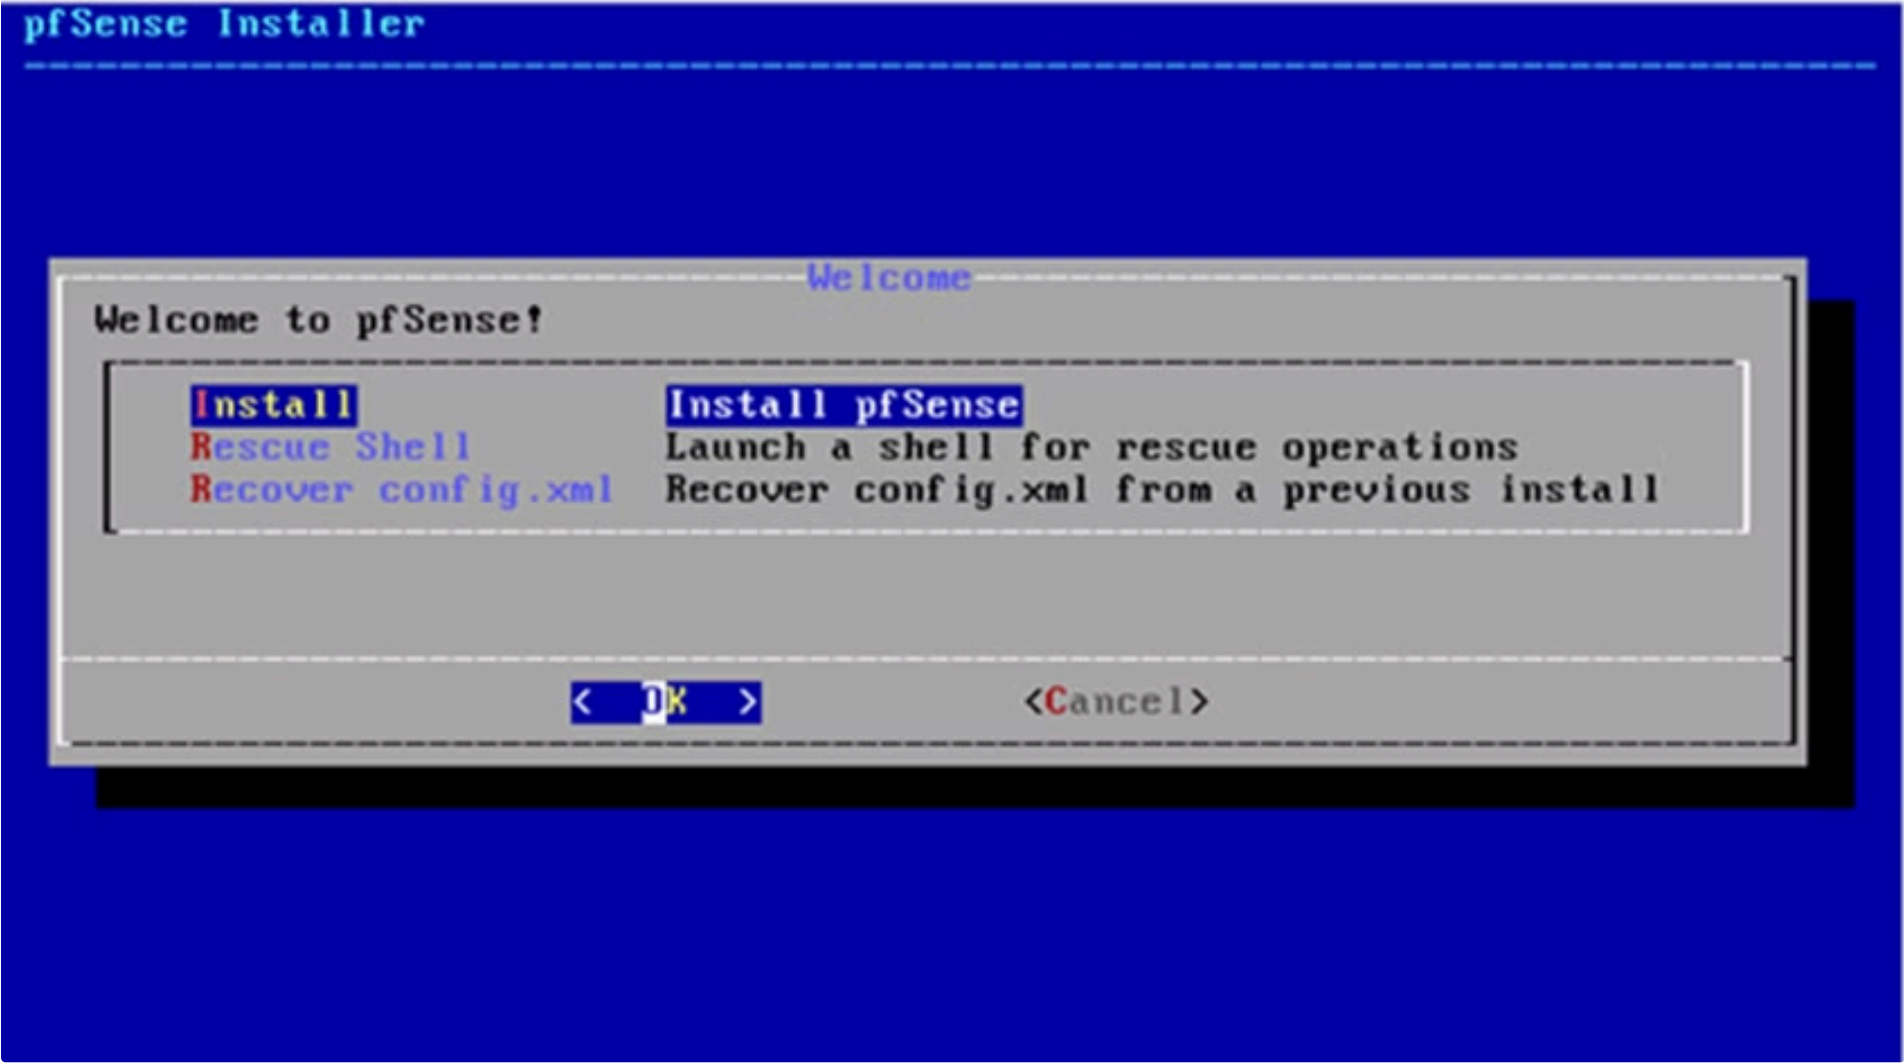 pfSense Installer
Welcome
Welcome to pfSense!
Install Install pfSense
Rescue Shell Launch a shell for rescue operations
Recover config.xml Recover config.xml from a previous install
< OK > <Cancel>